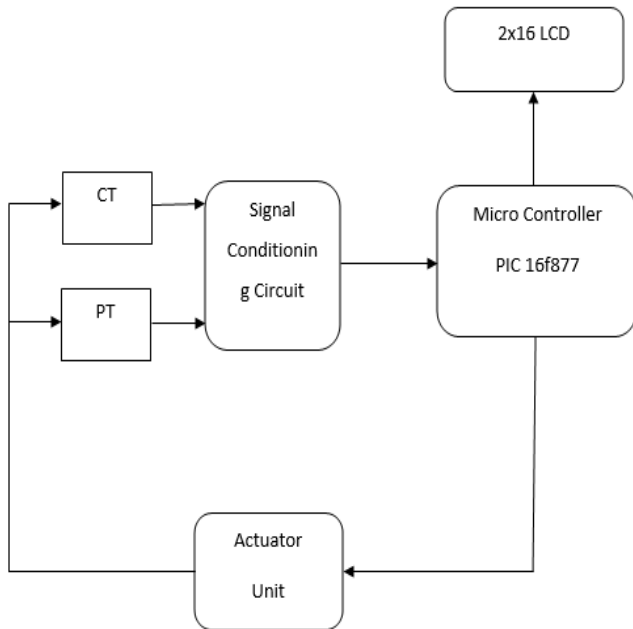 2x16 LCD
CT
Signal
Conditionin
g Circuit
Micro Controller
PIC 16f877
PT
Actuator
Unit